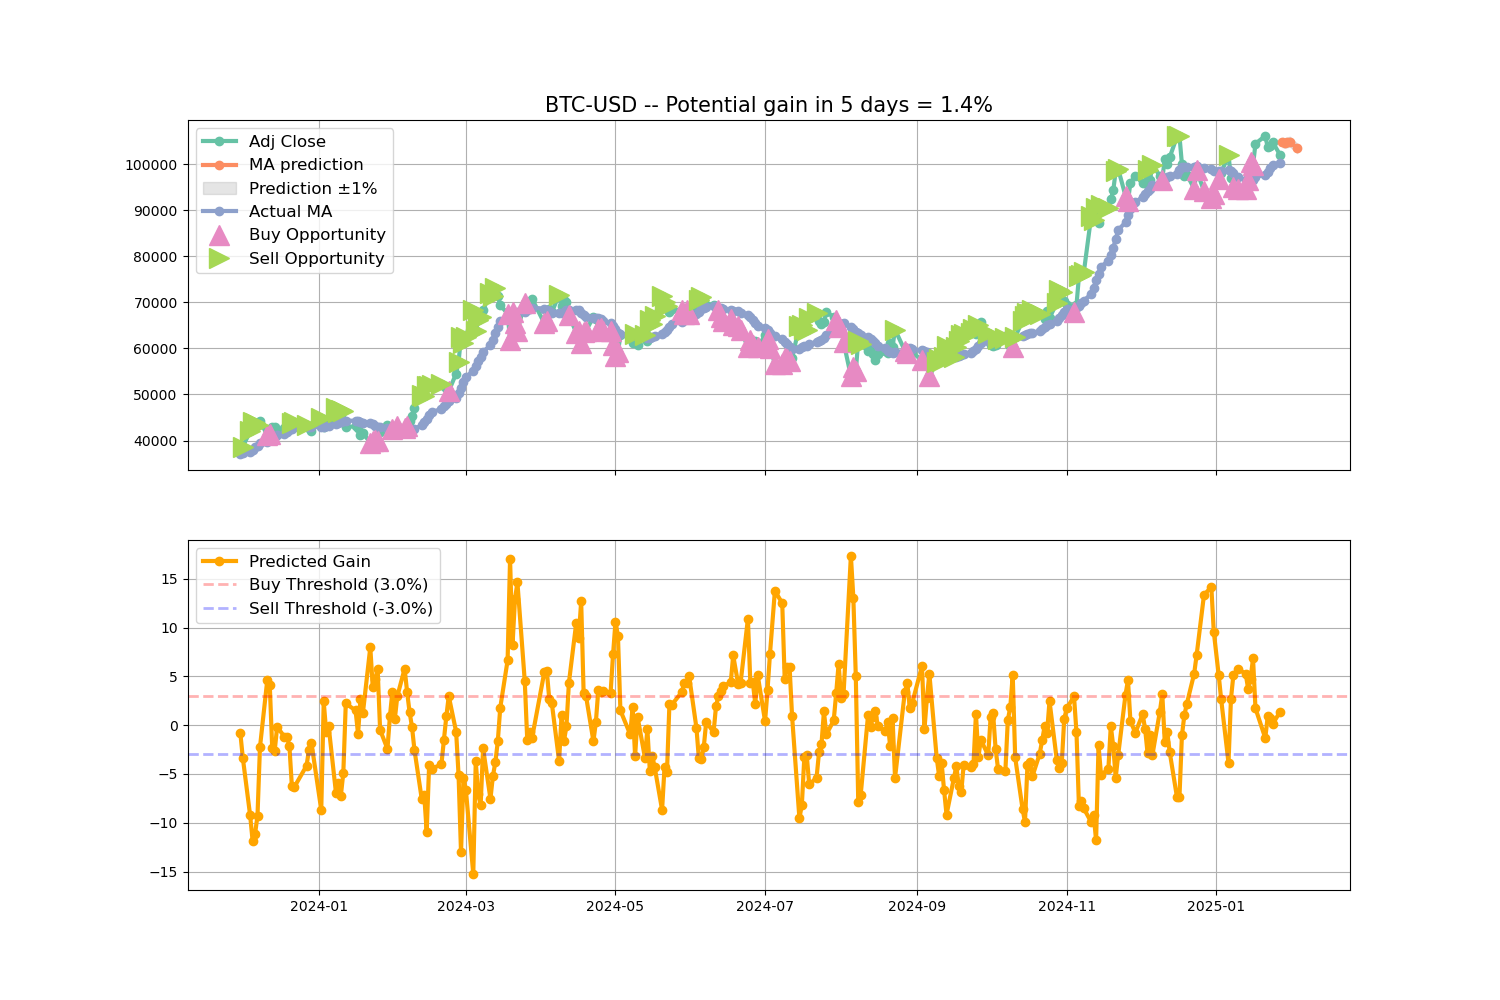 BTC-USD -- Potential gain in 5 days = 1.4%
Adj Close
MA prediction
Prediction ±1%
Actual MA
Buy Opportunity
Sell Opportunity
100000
90000
80000
70000
60000
50000
40000
Predicted Gain
Buy Threshold (3.0%)
Sell Threshold (-3.0%)
15
10
5
0
−5
−10
−15
2024-01 2024-03 2024-05 2024-07 2024-09 2024-11 2025-01